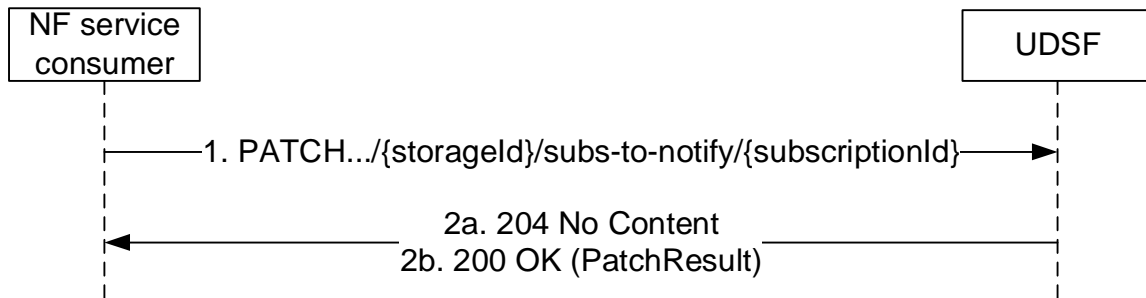 NF service
consumer
UDSF
1. PATCH.../{storageId}/subs-to-notify/{subscriptionId}
2a. 204 No Content
2b. 200 OK (PatchResult)